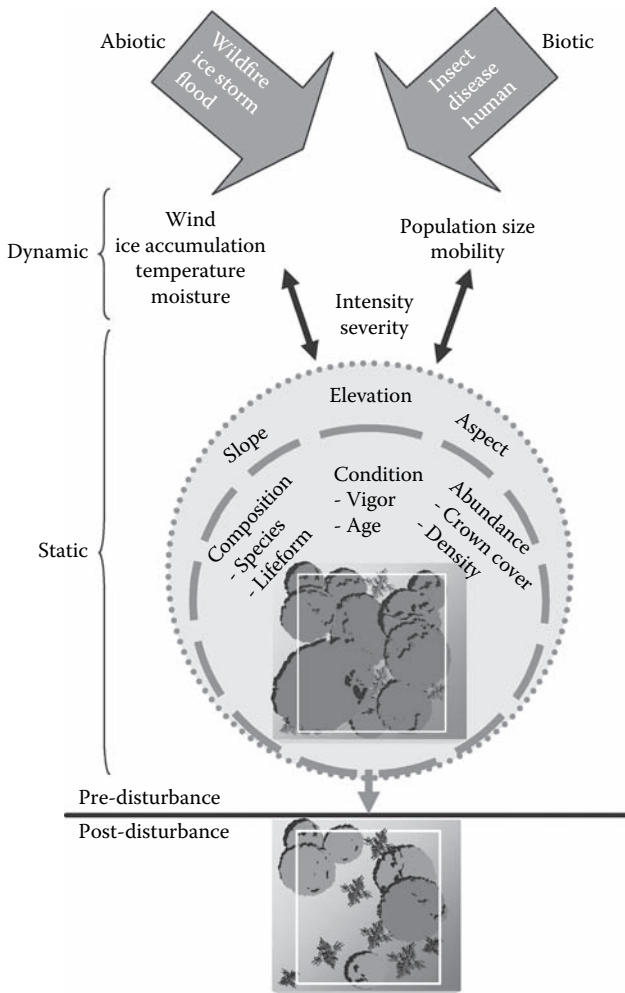 Abiotic
Biotic
Wildfire
ice storm
flood
Insect
disease
human
Dynamic
Wind
ice accumulation
temperature
moisture
Population size
mobility
Intensity
severity
Static
Elevation
Slope
Aspect
Composition
- Species
- Lifeform
Condition
- Vigor
- Age
Abundance
- Crown cover
- Density
Pre-disturbance
Post-disturbance